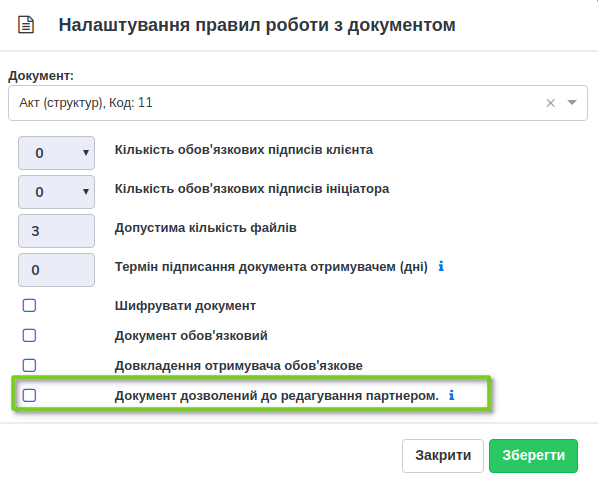 Налаштування правил роботи з документом
Документ:
Акт (структур), Код: 11
0 Кількість обов'язкових підписів клієнта
0 Кількість обов'язкових підписів ініціатора
3 Допустима кількість файлів
0 Термін підписання документа отримувачем (дні)
Шифрувати документ
Документ обов'язковий
Довкладення отримувача обов'язкове
Документ дозволений до редагування партнером.
Закрити Зберегти